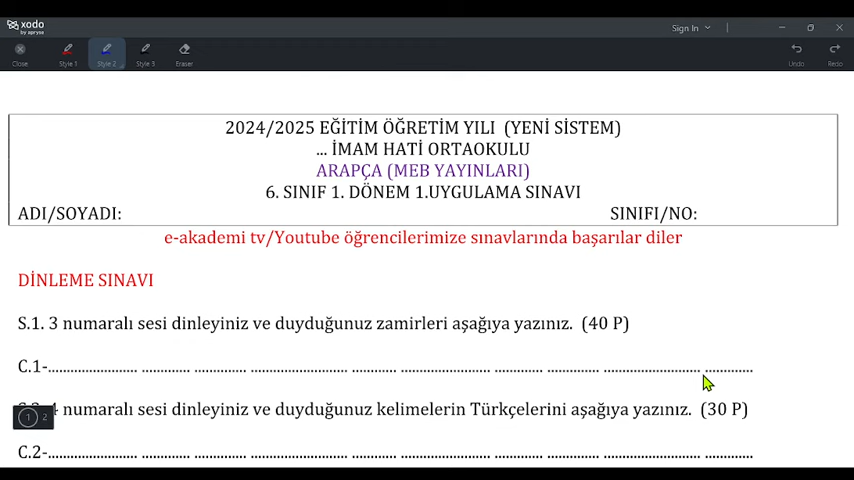 xodo
by apryse
Sign In
Close
Style 1
Style 2
Style 3
Eraser
Undo
Redo
2024/2025 EĞİTİM ÖĞRETİM YILI (YENİ SİSTEM)
... İMAM HATİ ORTAOKULU
ARAPÇA (MEB YAYINLARI)
6. SINIF 1. DÖNEM 1.UYGULAMA SINAVI
ADI/SOYADI: SINIFI/NO:
e-akademi tv/Youtube öğrencilerimize sınavlarında başarılar diler
DİNLEME SINAVI
S.1. 3 numaralı sesi dinleyiniz ve duyduğunuz zamirleri aşağıya yazınız. (40 P)
C.1-........................ ............. .............. ........................... ............ ........................ ............. .............. ........................... .............
numaralı sesi dinleyiniz ve duyduğunuz kelimelerin Türkçelerini aşağıya yazınız. (30 P)
1 2
C.2-........................ ............. .............. ........................... ............ ........................ ............. .............. ........................... .............